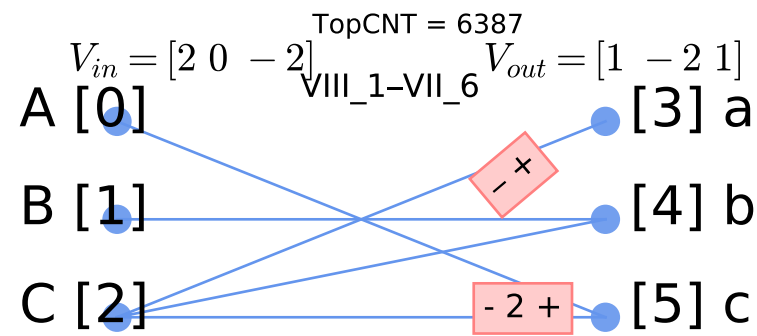 TopCNT = 6387
V_in = [2 0 − 2]
V_out = [1 − 2 1]
VIII_1–VII_6
A [0]
[3] a
- +
B [1]
[4] b
C [2]
- 2 +
[5] c